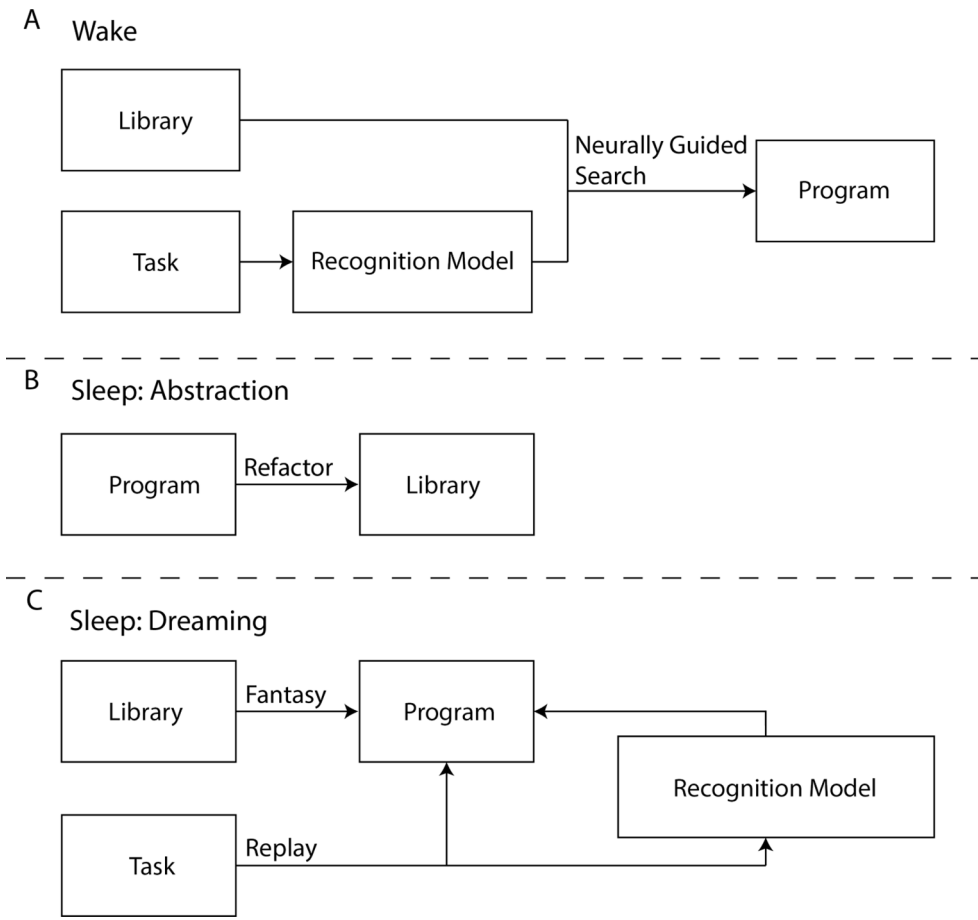 A
Wake
Library
Neurally Guided
Search
Program
Task
Recognition Model
B
Sleep: Abstraction
Program
Refactor
Library
C
Sleep: Dreaming
Library
Fantasy
Program
Recognition Model
Task
Replay